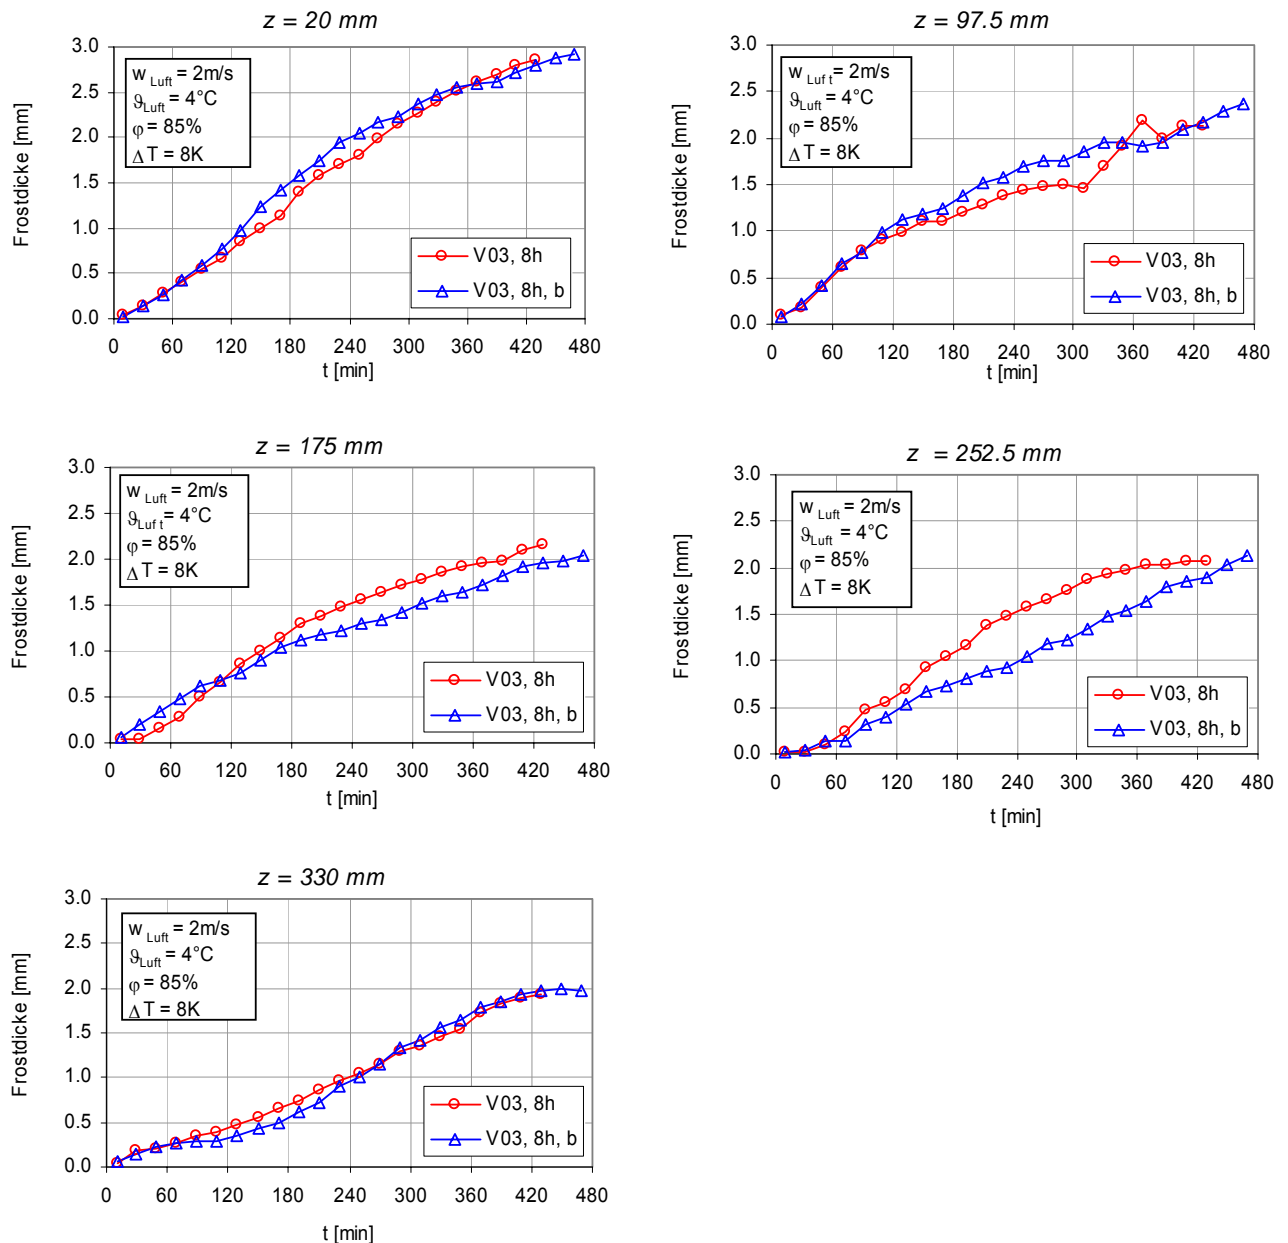 z = 20 mm
3.0
2.5
2.0
1.5
1.0
0.5
0.0
Frostdicke [mm]
w Luft = 2m/s
ϑLuft = 4°C
φ = 85%
Δ T = 8K
V03, 8h
V03, 8h, b
0 60 120 180 240 300 360 420 480
t [min]
z = 97.5 mm
3.0
2.5
2.0
1.5
1.0
0.5
0.0
Frostdicke [mm]
w Luft = 2m/s
ϑLuft = 4°C
φ = 85%
Δ T = 8K
V03, 8h
V03, 8h, b
0 60 120 180 240 300 360 420 480
t [min]
z = 175 mm
3.0
2.5
2.0
1.5
1.0
0.5
0.0
Frostdicke [mm]
w Luft = 2m/s
ϑLuft = 4°C
φ = 85%
Δ T = 8K
V03, 8h
V03, 8h, b
0 60 120 180 240 300 360 420 480
t [min]
z = 252.5 mm
3.0
2.5
2.0
1.5
1.0
0.5
0.0
Frostdicke [mm]
w Luft = 2m/s
ϑLuft = 4°C
φ = 85%
Δ T = 8K
V03, 8h
V03, 8h, b
0 60 120 180 240 300 360 420 480
t [min]
z = 330 mm
3.0
2.5
2.0
1.5
1.0
0.5
0.0
Frostdicke [mm]
w Luft = 2m/s
ϑLuft = 4°C
φ = 85%
Δ T = 8K
V03, 8h
V03, 8h, b
0 60 120 180 240 300 360 420 480
t [min]